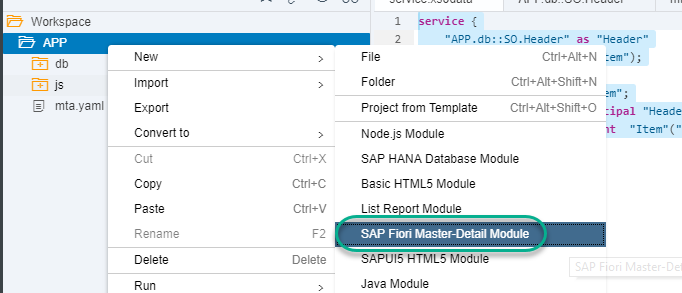 service.xsodata
APP.db::SO.Header
Workspace
APP
db
js
mta.yaml
New >
Import >
Export
Convert to >
Cut Ctrl+X
Copy Ctrl+C
Paste Ctrl+V
Rename F2
Delete Delete
Run >
File Ctrl+Alt+N
Folder Ctrl+Alt+Shift+N
Project from Template Ctrl+Alt+Shift+O
Node.js Module
SAP HANA Database Module
Basic HTML5 Module
List Report Module
SAP Fiori Master-Detail Module
SAPUI5 HTML5 Module
Java Module
1 service {
2 "APP.db::SO.Header" as "Header"
tem");
em";
cipal "Heade
"Item"("
SAP Fiori Master-Det